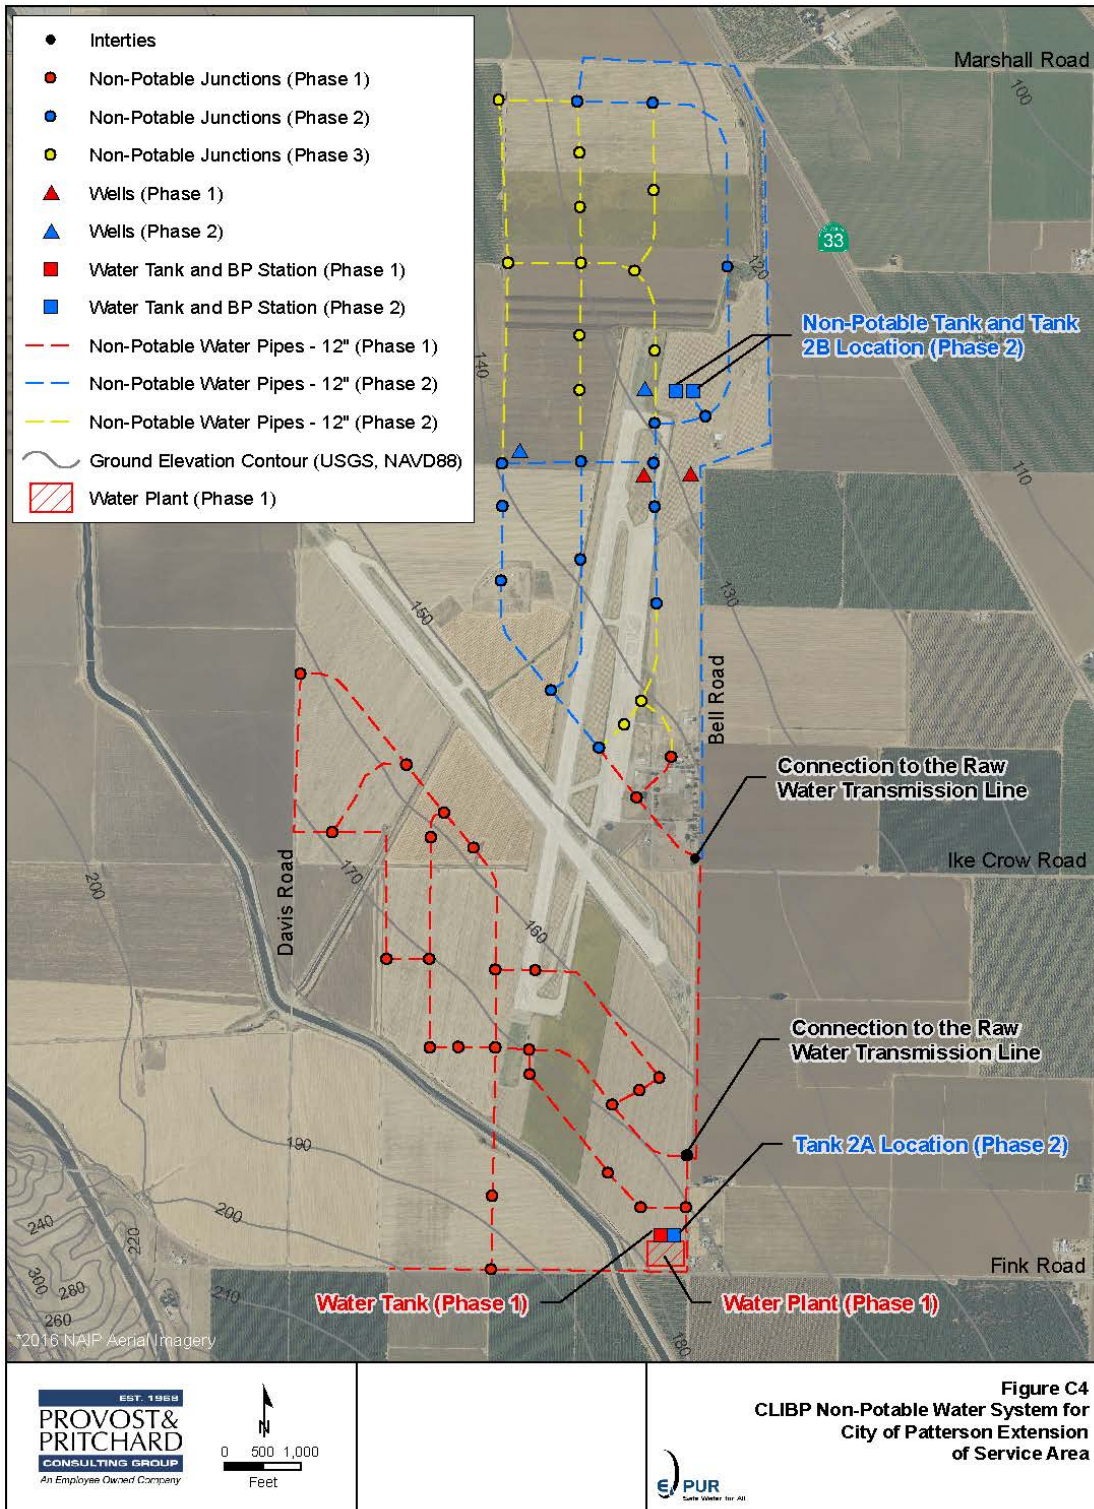 Interties
Non-Potable Junctions (Phase 1)
Non-Potable Junctions (Phase 2)
Non-Potable Junctions (Phase 3)
Wells (Phase 1)
Wells (Phase 2)
Water Tank and BP Station (Phase 1)
Water Tank and BP Station (Phase 2)
Non-Potable Water Pipes - 12" (Phase 1)
Non-Potable Water Pipes - 12" (Phase 2)
Non-Potable Water Pipes - 12" (Phase 2)
Ground Elevation Contour (USGS, NAVD88)
Water Plant (Phase 1)
Marshall Road
100
33
120
Non-Potable Tank and Tank
2B Location (Phase 2)
140
110
130
150
Bell Road
Connection to the Raw
Water Transmission Line
Ike Crow Road
170
200
Davis Road
160
Connection to the Raw
Water Transmission Line
190
Tank 2A Location (Phase 2)
200
240
220
300
280
260
210
Fink Road
Water Tank (Phase 1)
Water Plant (Phase 1)
180
*2016 NAIP Aerial Imagery
EST. 1968
PROVOST&
PRITCHARD
CONSULTING GROUP
An Employee Owned Company
N
0 500 1,000
Feet
Figure C4
CLIBP Non-Potable Water System for
City of Patterson Extension
of Service Area
PUR
Safe Water for All